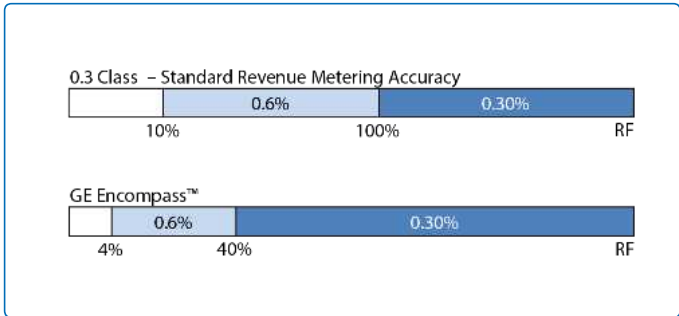 0.3 Class – Standard Revenue Metering Accuracy
0.6% 0.30%
10% 100% RF
GE Encompass™
0.6% 0.30%
4% 40% RF